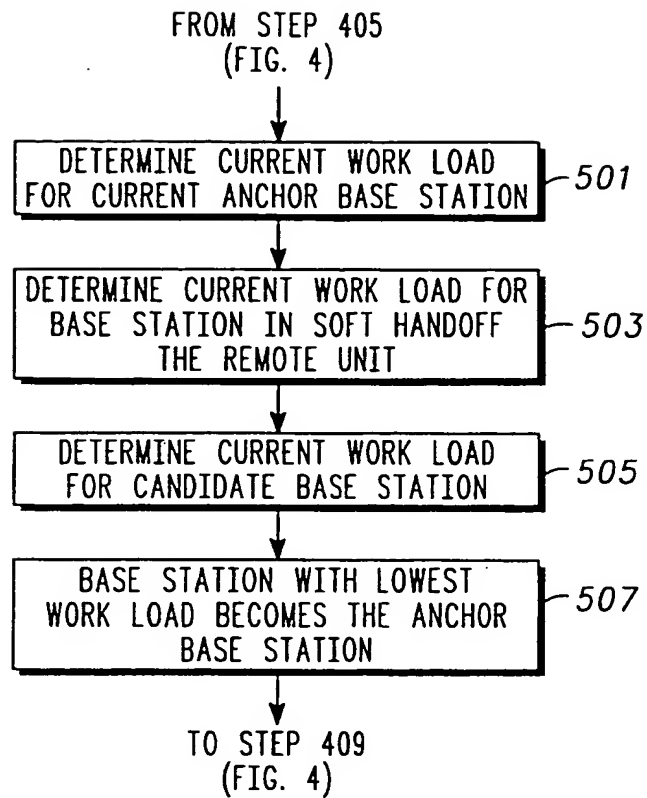 FROM STEP 405
(FIG. 4)
DETERMINE CURRENT WORK LOAD
FOR CURRENT ANCHOR BASE STATION
501
DETERMINE CURRENT WORK LOAD FOR
BASE STATION IN SOFT HANDOFF
THE REMOTE UNIT
503
DETERMINE CURRENT WORK LOAD
FOR CANDIDATE BASE STATION
505
BASE STATION WITH LOWEST
WORK LOAD BECOMES THE ANCHOR
BASE STATION
507
TO STEP 409
(FIG. 4)